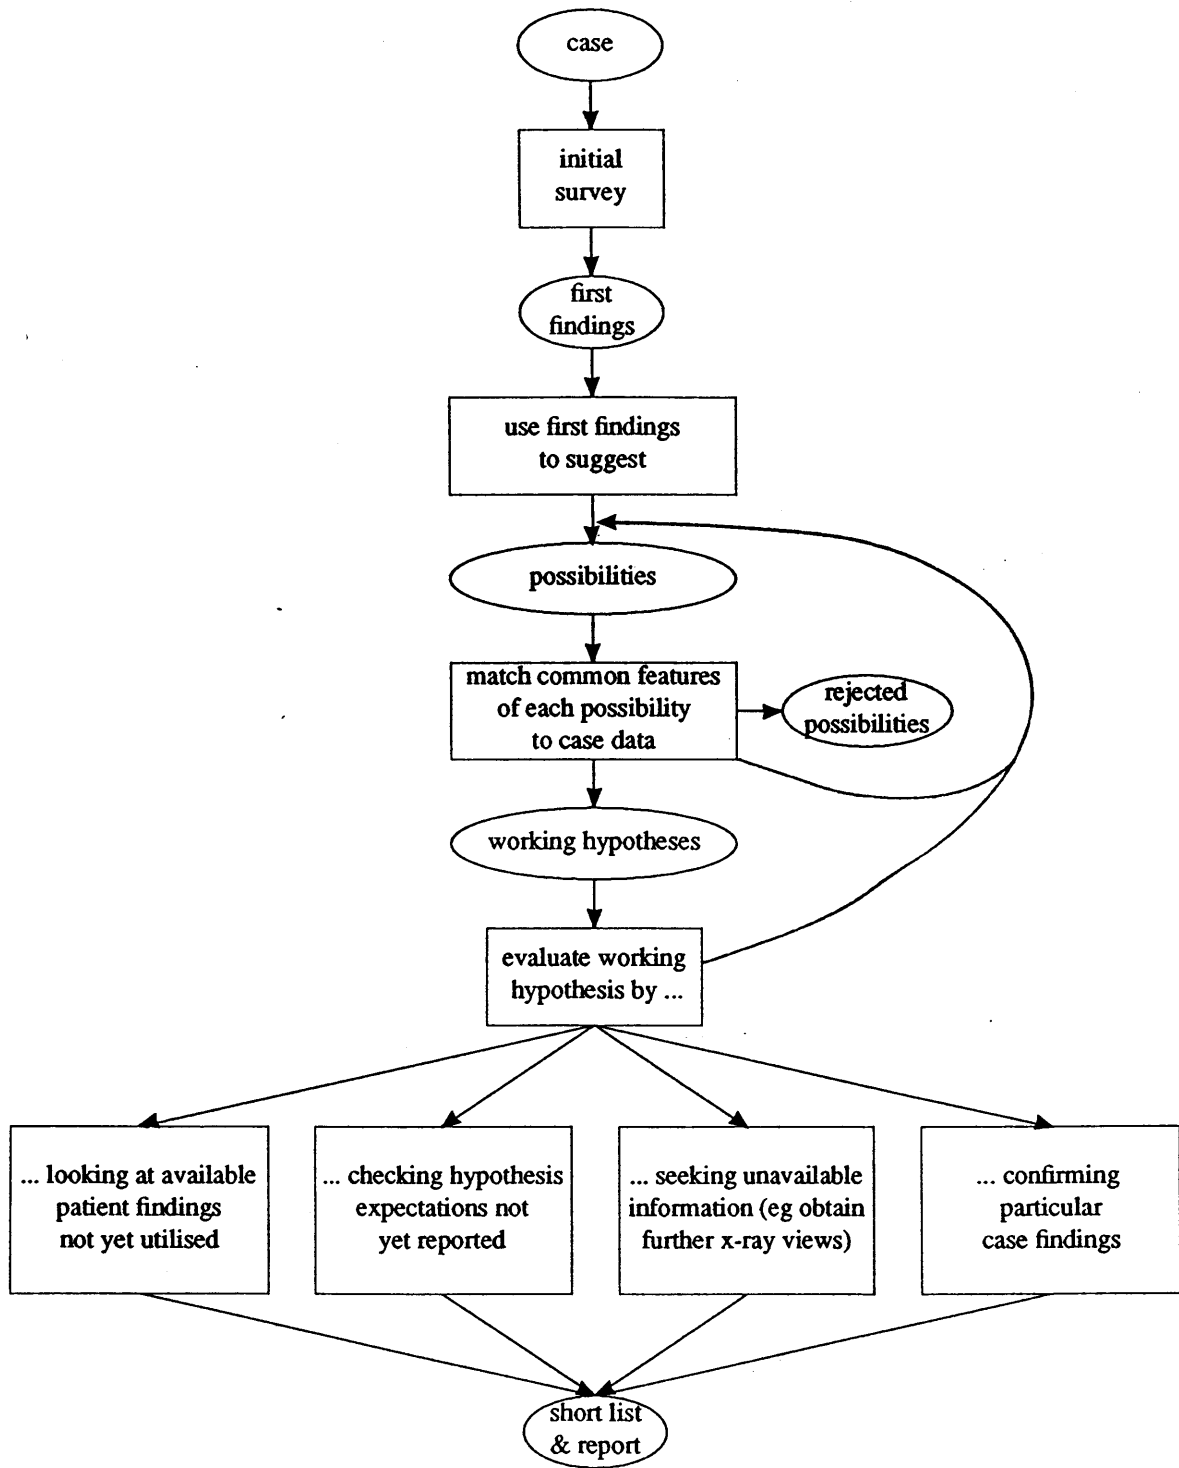 case
initial
survey
first
findings
use first findings
to suggest
possibilities
match common features
of each possibility
to case data
rejected
possibilities
working hypotheses
evaluate working
hypothesis by ...
... looking at available
patient findings
not yet utilised
... checking hypothesis
expectations not
yet reported
... seeking unavailable
information (eg obtain
further x-ray views)
... confirming
particular
case findings
short list
& report